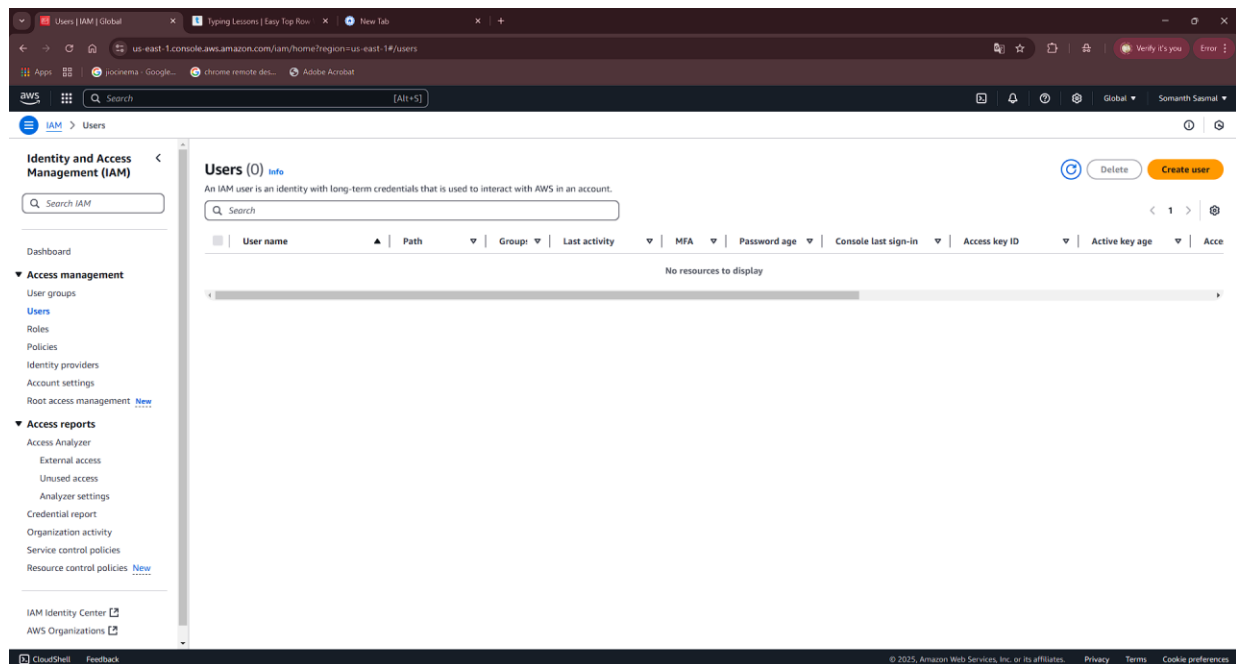 Users | IAM | Global
Typing Lessons | Easy Top Row
New Tab
us-east-1.console.aws.amazon.com/iam/home?region=us-east-1#/users
Verify it's you
Error
Apps
jiocinema - Google...
chrome remote des...
Adobe Acrobat
aws
Search [Alt+S]
Global
Somanth Sasmal
IAM > Users
Identity and Access Management (IAM)
Search IAM
Dashboard
Access management
User groups
Users
Roles
Policies
Identity providers
Account settings
Root access management New
Access reports
Access Analyzer
External access
Unused access
Analyzer settings
Credential report
Organization activity
Service control policies
Resource control policies New
IAM Identity Center
AWS Organizations
Users (0) Info
Delete
Create user
An IAM user is an identity with long-term credentials that is used to interact with AWS in an account.
Search
1
User name | Path | Group: | Last activity | MFA | Password age | Console last sign-in | Access key ID | Active key age | Acce
No resources to display
CloudShell Feedback
© 2025, Amazon Web Services, Inc. or its affiliates. Privacy Terms Cookie preferences